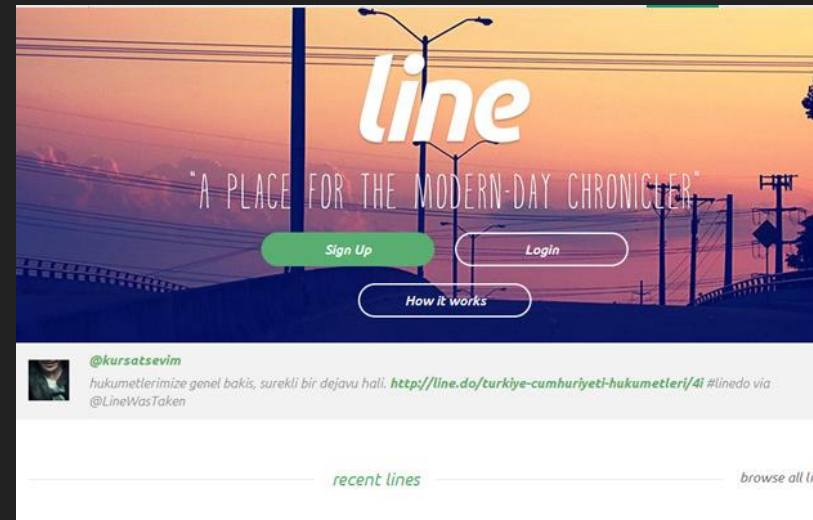 line
"A PLACE FOR THE MODERN-DAY CHRONICLER"
Sign Up
Login
How it works
@kursatsevim
hukumetlerimize genel bakis, surekli bir dejavu hali. http://line.do/turkiye-cumhuriyeti-hukumetleri/4i #linedo via
@LineWasTaken
recent lines
browse all li